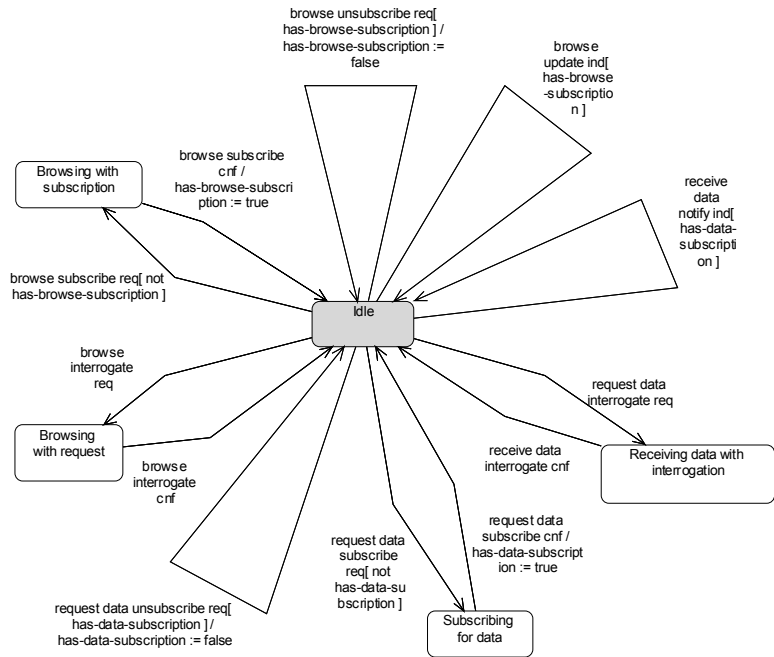 browse unsubscribe req[
has-browse-subscription ] /
has-browse-subscription :=
false
browse
update ind[
has-browse
-subscriptio
n ]
Browsing with
subscription
browse subscribe
cnf /
has-browse-subscri
ption := true
receive
data
notify ind[
has-data-
subscripti
on ]
browse subscribe req[ not
has-browse-subscription ]
Idle
browse
interrogate
req
request data
interrogate req
Browsing
with request
browse
interrogate
cnf
receive data
interrogate cnf
Receiving data with
interrogation
request data
subscribe
req[ not
has-data-su
bscription ]
request data
subscribe cnf /
has-data-subscript
ion := true
request data unsubscribe req[
has-data-subscription ] /
has-data-subscription := false
Subscribing
for data